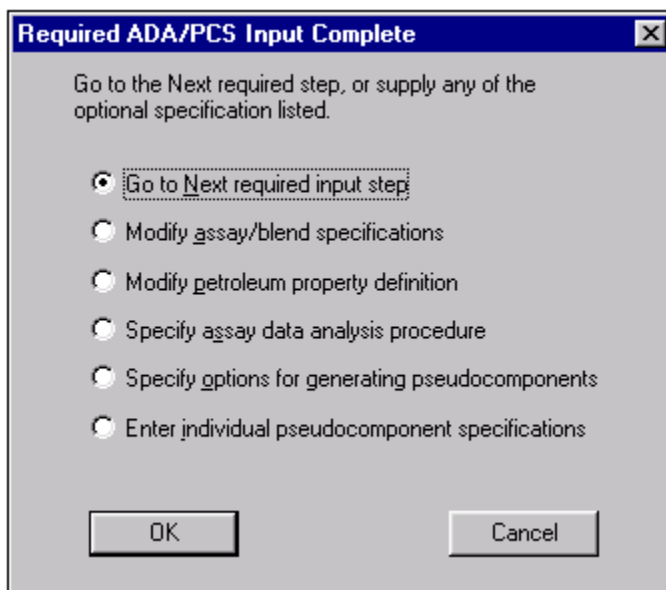 Required ADA/PCS Input Complete
Go to the Next required step, or supply any of the
optional specification listed.
Go to Next required input step
Modify assay/blend specifications
Modify petroleum property definition
Specify assay data analysis procedure
Specify options for generating pseudocomponents
Enter individual pseudocomponent specifications
OK
Cancel